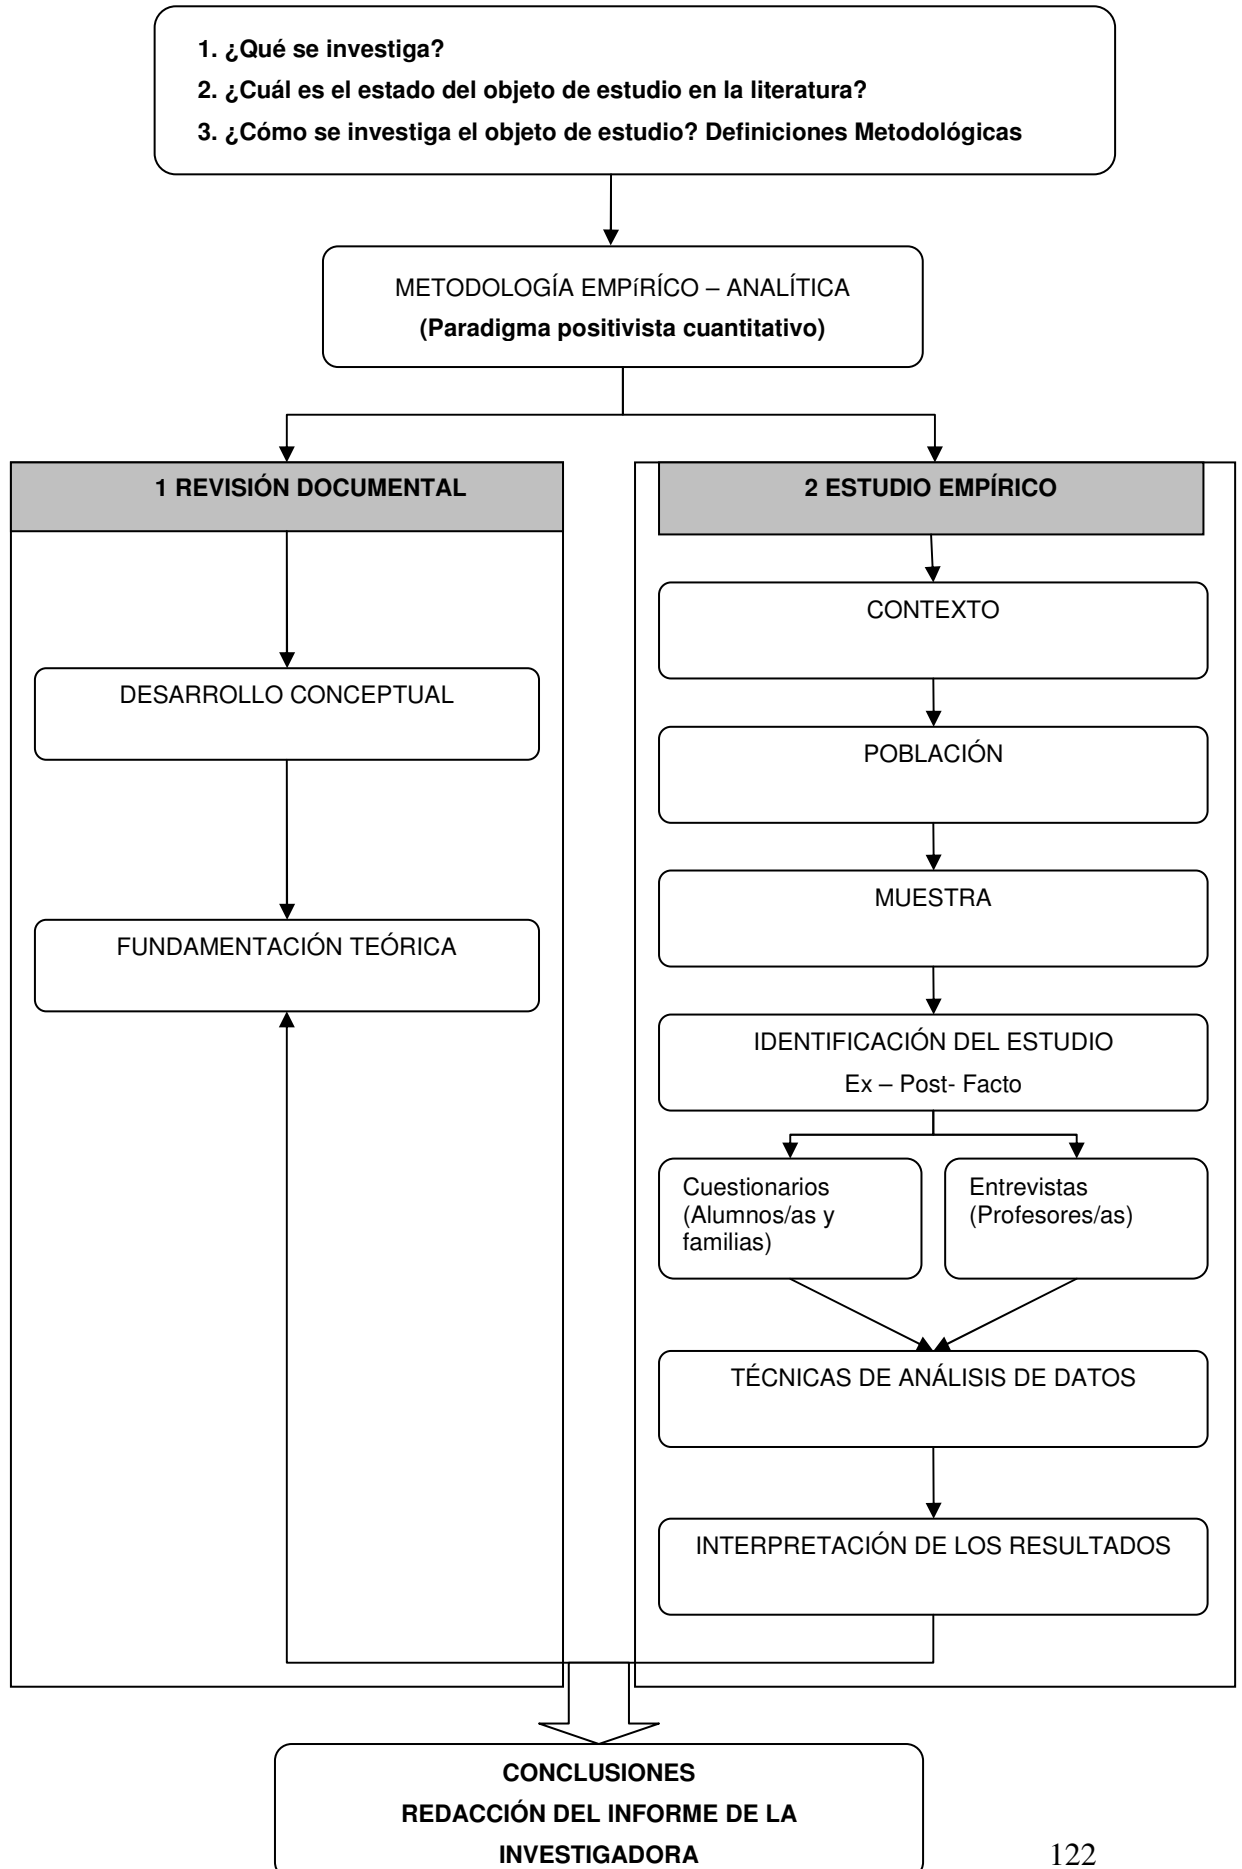 1. ¿Qué se investiga?
2. ¿Cuál es el estado del objeto de estudio en la literatura?
3. ¿Cómo se investiga el objeto de estudio? Definiciones Metodológicas
METODOLOGÍA EMPíRÍCO – ANALÍTICA
(Paradigma positivista cuantitativo)
1 REVISIÓN DOCUMENTAL
DESARROLLO CONCEPTUAL
FUNDAMENTACIÓN TEÓRICA
2 ESTUDIO EMPÍRICO
CONTEXTO
POBLACIÓN
MUESTRA
IDENTIFICACIÓN DEL ESTUDIO
Ex – Post- Facto
Cuestionarios
(Alumnos/as y
familias)
Entrevistas
(Profesores/as)
TÉCNICAS DE ANÁLISIS DE DATOS
INTERPRETACIÓN DE LOS RESULTADOS
CONCLUSIONES
REDACCIÓN DEL INFORME DE LA
INVESTIGADORA
122